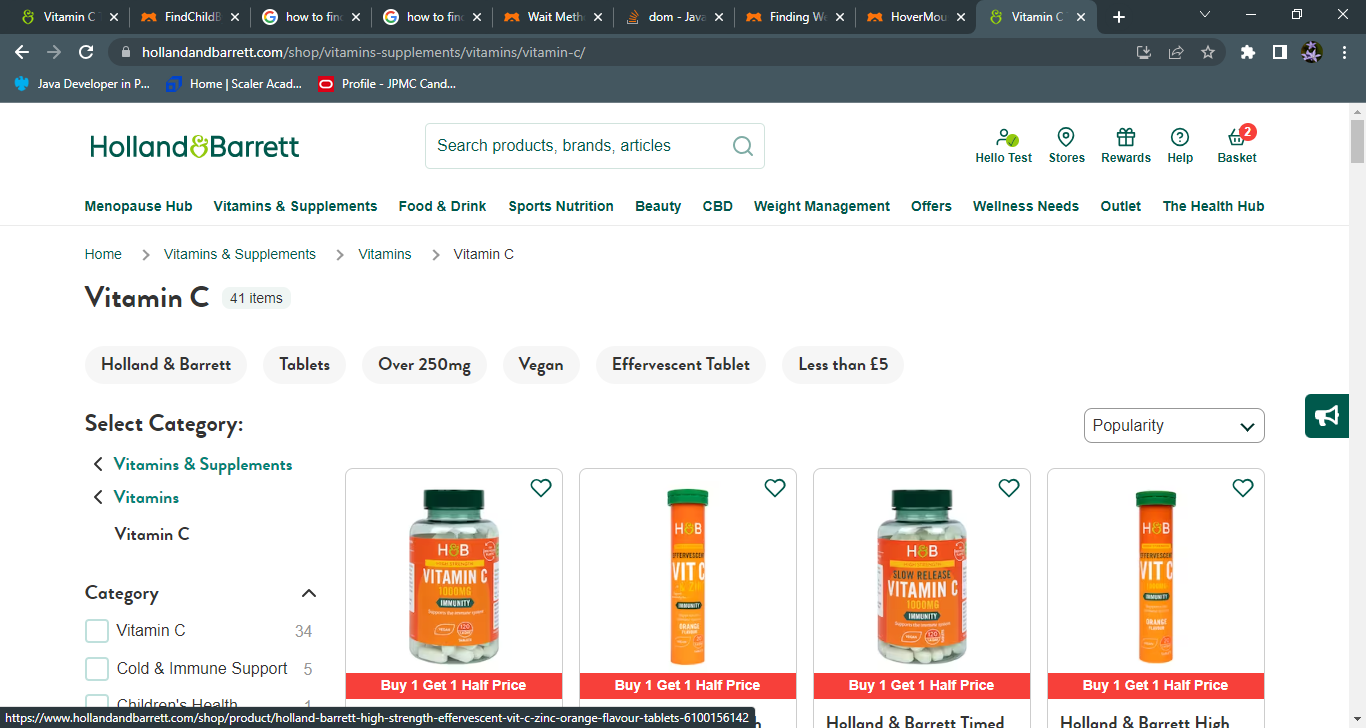 Vitamin C
FindChildB
how to find
how to find
Wait Meth
dom - Java
Finding We
HoverMou
Vitamin C
hollandandbarrett.com/shop/vitamins-supplements/vitamins/vitamin-c/
Java Developer in P...
Home | Scaler Acad...
Profile - JPMC Cand...
Holland&Barrett
Search products, brands, articles
Hello Test
Stores
Rewards
Help
2
Basket
Menopause Hub
Vitamins & Supplements
Food & Drink
Sports Nutrition
Beauty
CBD
Weight Management
Offers
Wellness Needs
Outlet
The Health Hub
Home
Vitamins & Supplements
Vitamins
Vitamin C
Vitamin C
41 items
Holland & Barrett
Tablets
Over 250mg
Vegan
Effervescent Tablet
Less than £5
Select Category:
Popularity
Vitamins & Supplements
Vitamins
Vitamin C
Category
Vitamin C 34
Cold & Immune Support 5
Children's Health 1
H&B
VITAMIN C
1000MG
IMMUNITY
H&B
EFFERVESCENT
VIT C
IMMUNITY
ORANGE
H&B
SLOW RELEASE
VITAMIN C
1000MG
IMMUNITY
H&B
EFFERVESCENT
VIT C
IMMUNITY
ORANGE
Buy 1 Get 1 Half Price
Buy 1 Get 1 Half Price
Buy 1 Get 1 Half Price
Buy 1 Get 1 Half Price
Holland & Barrett Timed
Holland & Barrett High
https://www.hollandandbarrett.com/shop/product/holland-barrett-high-strength-effervescent-vit-c-zinc-orange-flavour-tablets-6100156142